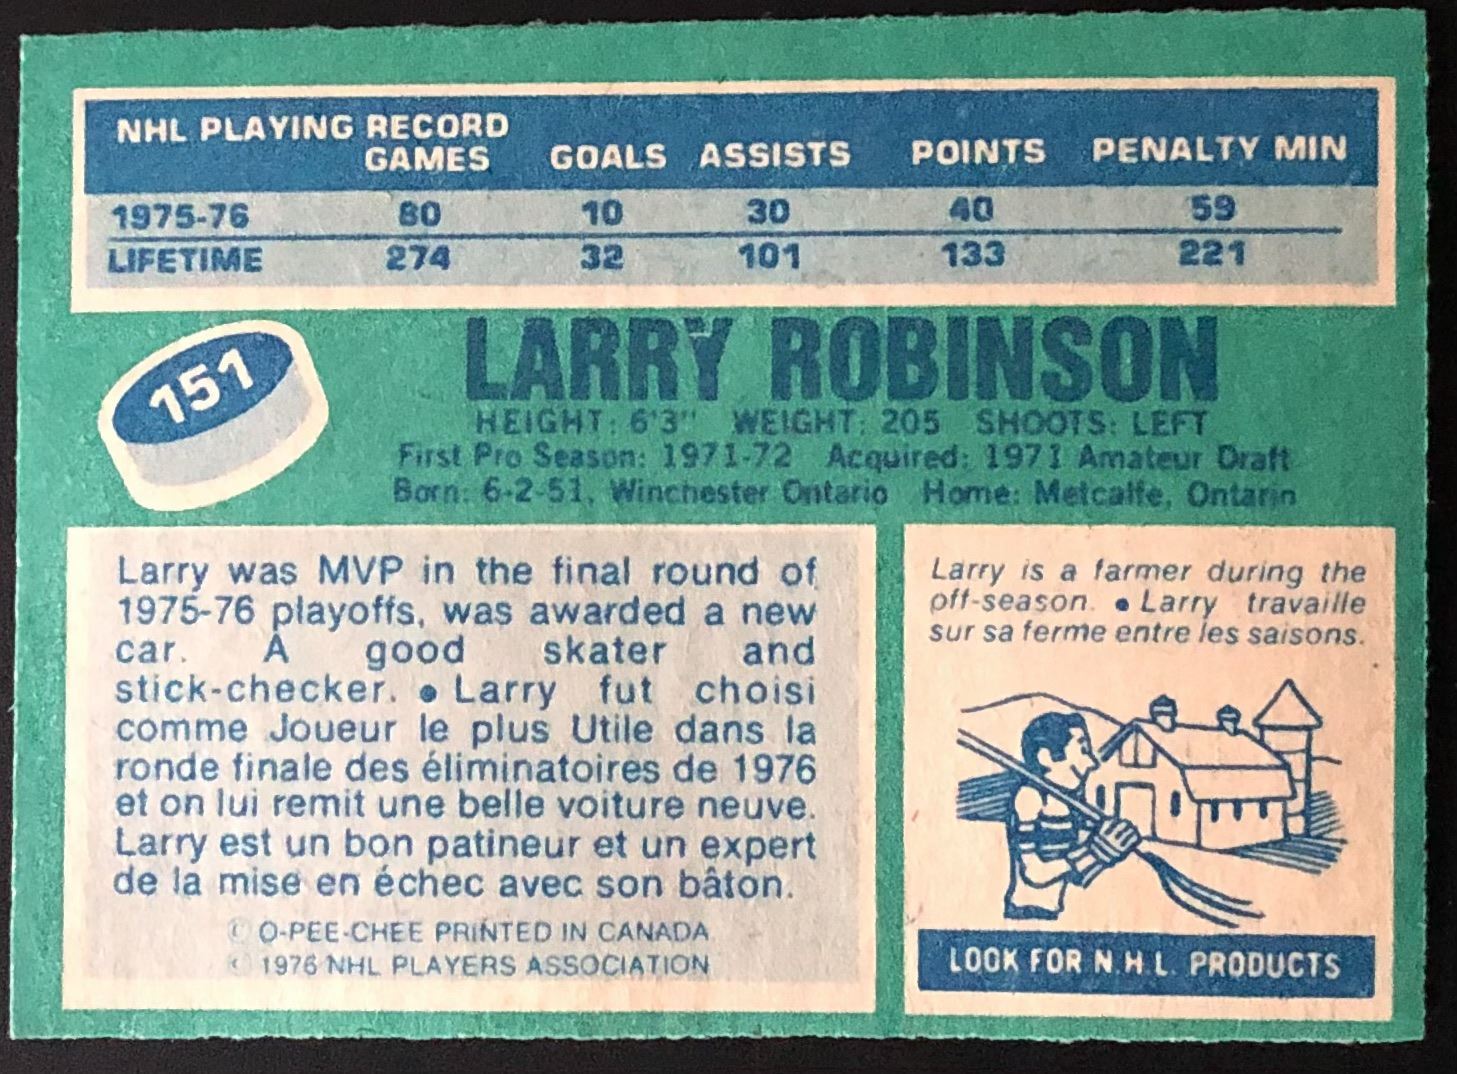 NHL PLAYING RECORD
GAMES GOALS ASSISTS POINTS PENALTY MIN
1975-76 80 10 30 40 59
LIFETIME 274 32 101 133 221
151
LARRY ROBINSON
HEIGHT: 6'3" WEIGHT: 205 SHOOTS: LEFT
First Pro Season: 1971-72 Acquired: 1971 Amateur Draft
Born: 6-2-51, Winchester Ontario Home: Metcalfe, Ontario
Larry was MVP in the final round of
1975-76 playoffs, was awarded a new
car. A good skater and
stick-checker. • Larry fut choisi
comme Joueur le plus Utile dans la
ronde finale des éliminatoires de 1976
et on lui remit une belle voiture neuve.
Larry est un bon patineur et un expert
de la mise en échec avec son bâton.
© O-PEE-CHEE PRINTED IN CANADA
© 1976 NHL PLAYERS ASSOCIATION
Larry is a farmer during the
off-season. • Larry travaille
sur sa ferme entre les saisons.
LOOK FOR N.H.L. PRODUCTS